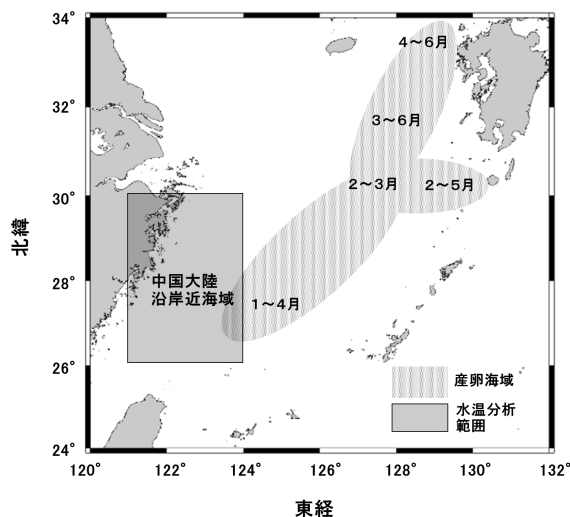 34°
32°
30°
28°
26°
24°
北緯
4～6月
3～6月
2～3月
2～5月
1～4月
中国大陸
沿岸近海域
産卵海域
水温分析
範囲
120°
122°
124°
126°
128°
130°
132°
東経